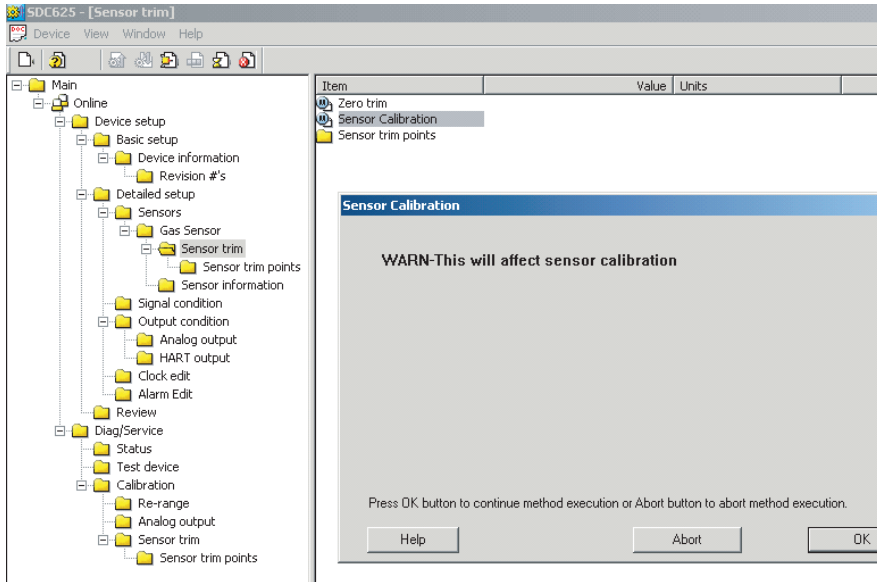 SDC625 - [Sensor trim]
DOC
Device View Window Help
Item Value Units
Main
Online
Device setup
Basic setup
Device information
Revision #'s
Detailed setup
Sensors
Gas Sensor
Sensor trim
Sensor trim points
Sensor information
Signal condition
Output condition
Analog output
HART output
Clock edit
Alarm Edit
Review
Diag/Service
Status
Test device
Calibration
Re-range
Analog output
Sensor trim
Sensor trim points
Zero trim
Sensor Calibration
Sensor trim points
Sensor Calibration
WARN-This will affect sensor calibration
Press OK button to continue method execution or Abort button to abort method execution.
Help Abort OK